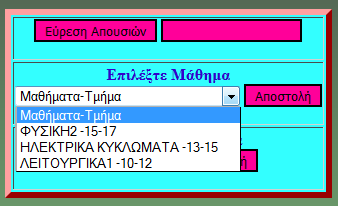 Εύρεση Απουσιών
Επιλέξτε Μάθημα
Μαθήματα-Τμήμα Αποστολή
Μαθήματα-Τμήμα
ΦΥΣΙΚΗ2 -15-17
ΗΛΕΚΤΡΙΚΑ ΚΥΚΛΩΜΑΤΑ -13-15
ΛΕΙΤΟΥΡΓΙΚΑ1 -10-12